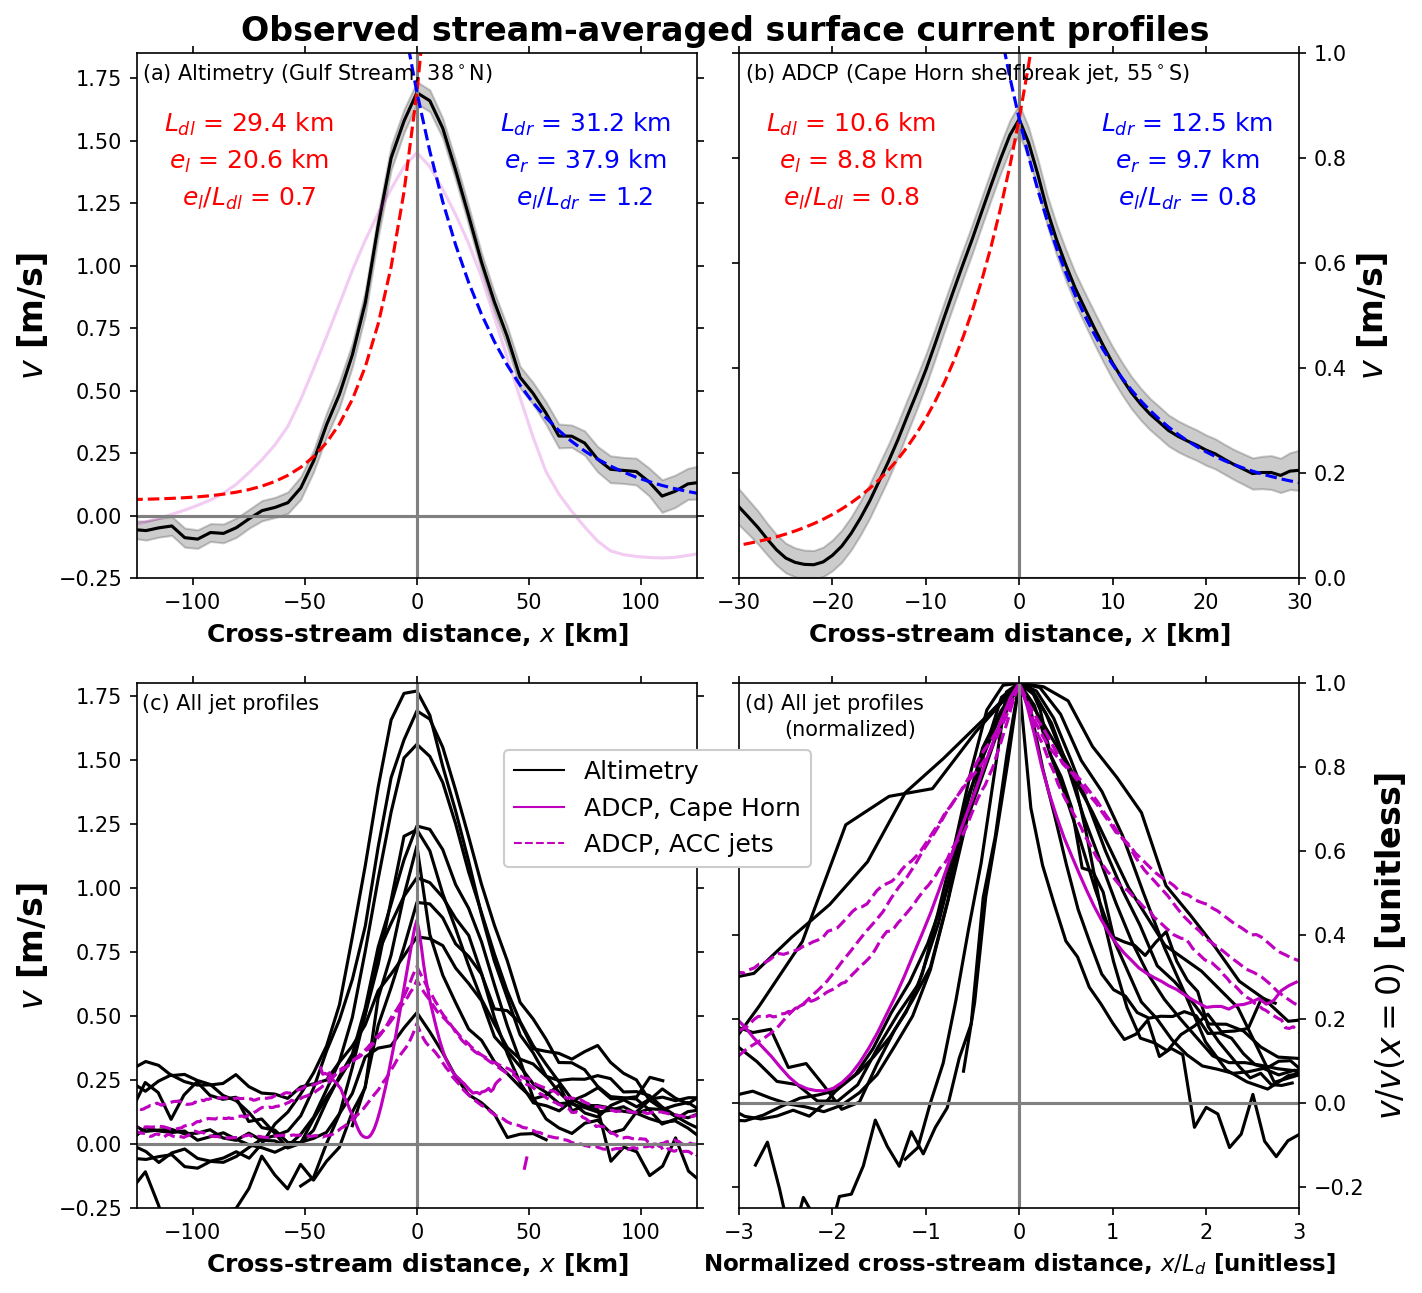 Observed stream-averaged surface current profiles
(a) Altimetry (Gulf Stream, 38°N)
L_dl = 29.4 km
e_l = 20.6 km
e_l/L_dl = 0.7
L_dr = 31.2 km
e_r = 37.9 km
e_l/L_dr = 1.2
v [m/s]
1.75
1.50
1.25
1.00
0.75
0.50
0.25
0.00
−0.25
−100 −50 0 50 100
Cross-stream distance, x [km]
(b) ADCP (Cape Horn shelfbreak jet, 55°S)
L_dl = 10.6 km
e_l = 8.8 km
e_l/L_dl = 0.8
L_dr = 12.5 km
e_r = 9.7 km
e_l/L_dr = 0.8
1.0
0.8
0.6
0.4
0.2
0.0
v [m/s]
−30 −20 −10 0 10 20 30
Cross-stream distance, x [km]
(c) All jet profiles
v [m/s]
1.75
1.50
1.25
1.00
0.75
0.50
0.25
0.00
−0.25
−100 −50 0 50 100
Cross-stream distance, x [km]
Altimetry
ADCP, Cape Horn
ADCP, ACC jets
(d) All jet profiles
(normalized)
1.0
0.8
0.6
0.4
0.2
0.0
−0.2
v/v(x = 0) [unitless]
−3 −2 −1 0 1 2 3
Normalized cross-stream distance, x/L_d [unitless]